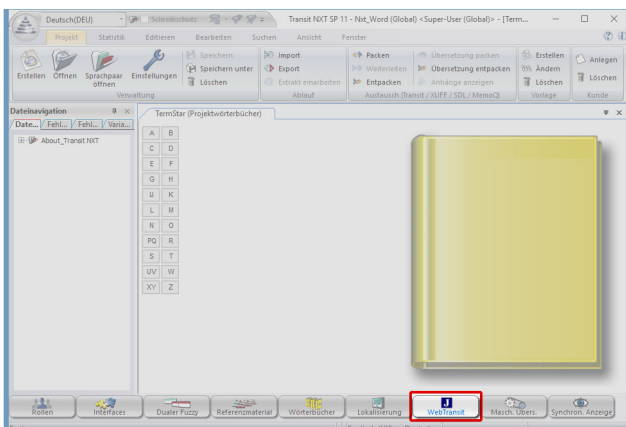 Deutsch(DEU)
Schreibschutz
Transit NXT SP 11 - Nxt_Word (Global) <Super-User (Global)> - [Term...
Projekt Statistik Editieren Bearbeiten Suchen Ansicht Fenster
Erstellen Öffnen Sprachpaar öffnen Einstellungen
Speichern
Speichern unter
Löschen
Verwaltung
Import
Export
Extrakt einarbeiten
Ablauf
Packen
Weiterleiten
Entpacken
Übersetzung packen
Übersetzung entpacken
Anhänge anzeigen
Austausch (Transit / XLIFF / SDL / MemoQ)
Erstellen
Ändern
Löschen
Vorlage
Anlegen
Löschen
Kunde
Dateinavigation
Date... Fehl... Fehl... Varia...
About_Transit NXT
TermStar (Projektwörterbücher)
A B
C D
E F
G H
K
L M
N O
PQ R
S T
UV W
XY Z
Rollen Interfaces Dualer Fuzzy Referenzmaterial Wörterbücher Lokalisierung WebTransit Masch. Übers. Synchron. Anzeige